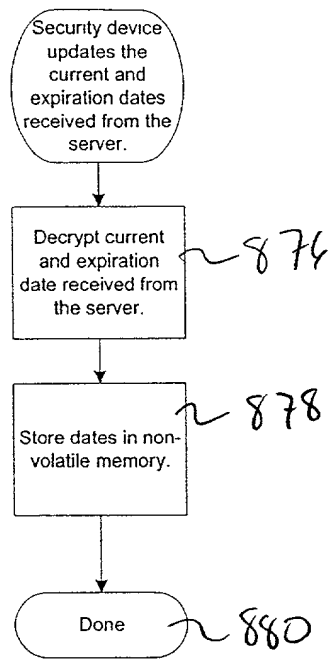 Security device
updates the
current and
expiration dates
received from the
server.
Decrypt current
and expiration
date received from
the server.
876
Store dates in non-
volatile memory.
878
Done
880